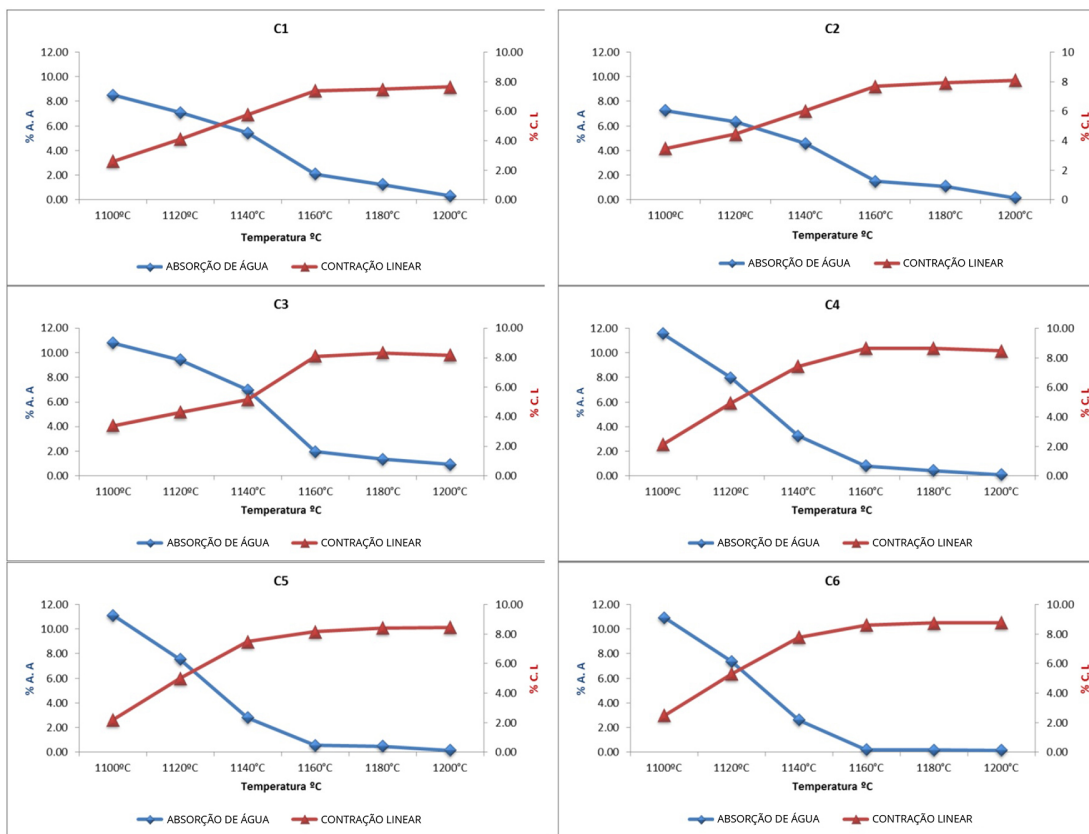 C1
12.00 10.00
10.00 8.00
8.00 6.00
6.00 4.00
4.00 2.00
2.00 0.00
0.00
% A. A
% C. L
1100ºC 1120ºC 1140°C 1160°C 1180°C 1200°C
Temperatura ºC
ABSORÇÃO DE ÁGUA CONTRAÇÃO LINEAR
C2
12.00 10
10.00 8
8.00 6
6.00 4
4.00 2
2.00 0
0.00
% A. A
% C. L
1100ºC 1120ºC 1140°C 1160°C 1180°C 1200°C
Temperature ºC
ABSORÇÃO DE ÁGUA CONTRAÇÃO LINEAR
C3
12.00 10.00
10.00 8.00
8.00 6.00
6.00 4.00
4.00 2.00
2.00 0.00
0.00
% A. A
% C. L
1100ºC 1120ºC 1140°C 1160°C 1180°C 1200°C
Temperatura ºC
ABSORÇÃO DE ÁGUA CONTRAÇÃO LINEAR
C4
12.00 10.00
10.00 8.00
8.00 6.00
6.00 4.00
4.00 2.00
2.00 0.00
0.00
% A. A
% C. L
1100ºC 1120ºC 1140°C 1160°C 1180°C 1200°C
Temperatura ºC
ABSORÇÃO DE ÁGUA CONTRAÇÃO LINEAR
C5
12.00 10.00
10.00 8.00
8.00 6.00
6.00 4.00
4.00 2.00
2.00 0.00
0.00
% A. A
% C. L
1100ºC 1120ºC 1140°C 1160°C 1180°C 1200°C
Temperatura ºC
ABSORÇÃO DE ÁGUA CONTRAÇÃO LINEAR
C6
12.00 10.00
10.00 8.00
8.00 6.00
6.00 4.00
4.00 2.00
2.00 0.00
0.00
% A. A
% C. L
1100ºC 1120ºC 1140°C 1160°C 1180°C 1200°C
Temperatura ºC
ABSORÇÃO DE ÁGUA CONTRAÇÃO LINEAR